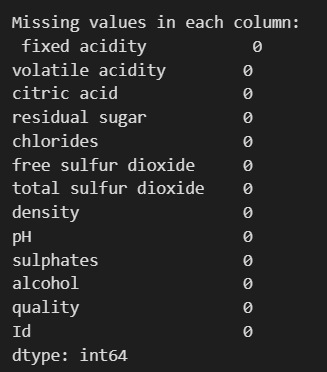 Missing values in each column:
 fixed acidity           0
volatile acidity        0
citric acid             0
residual sugar          0
chlorides               0
free sulfur dioxide     0
total sulfur dioxide    0
density                 0
pH                      0
sulphates               0
alcohol                 0
quality                 0
Id                      0
dtype: int64